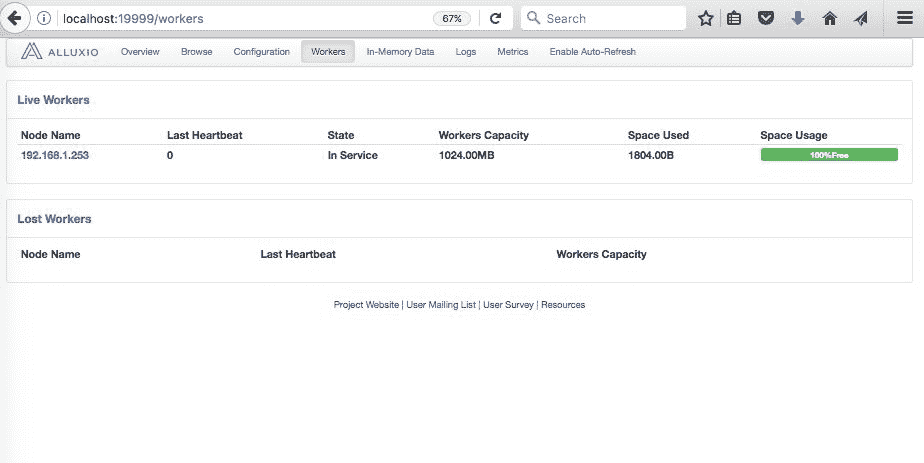 localhost:19999/workers 67% Search
ALLUXIO Overview Browse Configuration Workers In-Memory Data Logs Metrics Enable Auto-Refresh
Live Workers
Node Name Last Heartbeat State Workers Capacity Space Used Space Usage
192.168.1.253 0 In Service 1024.00MB 1804.00B 100%Free
Lost Workers
Node Name Last Heartbeat Workers Capacity
Project Website | User Mailing List | User Survey | Resources